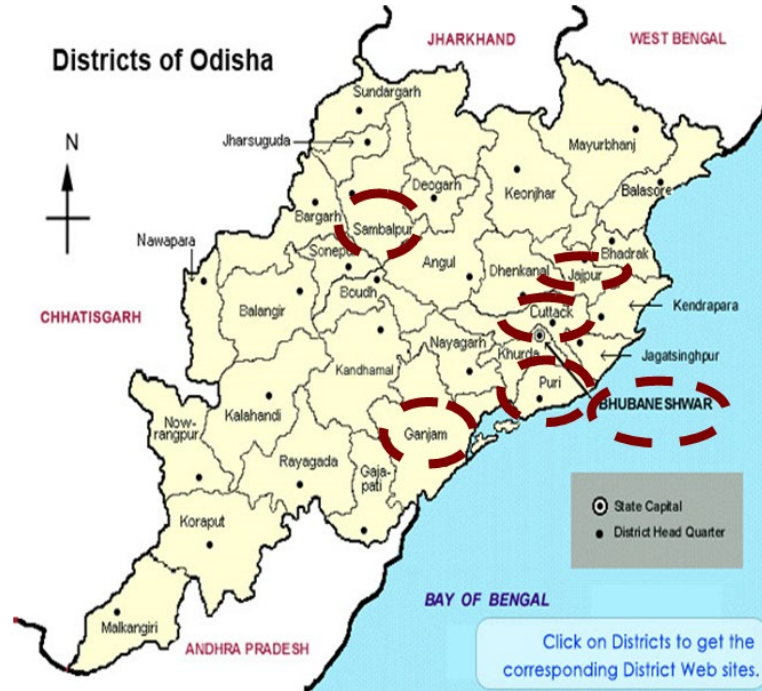 JHARKHAND
WEST BENGAL
Districts of Odisha
Sundargarh
N
Jharsuguda
Mayurbhanj
Deogarh
Keonjhar
Balasore
Bargarh
Sambalpur
Nawapara
Sonepur
Angul
Bhadrak
Dhenkanal
Jajpur
Boudh
Balangir
Cuttack
Kendrapara
CHHATISGARH
Nayagarh
Khurda
Jagatsinghpur
Kandhamal
Puri
Kalahandi
BHUBANESHWAR
Now-
rangpur
Ganjam
Rayagada
Gaja-
pati
State Capital
Koraput
District Head Quarter
BAY OF BENGAL
Malkangiri
ANDHRA PRADESH
Click on Districts to get the
corresponding District Web sites.